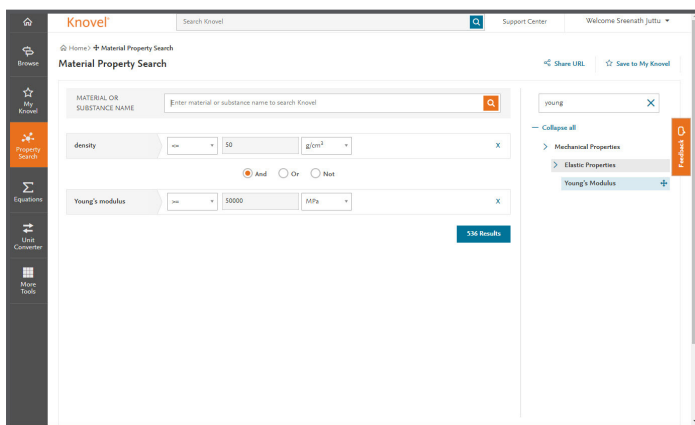 Knovel
Search Knovel
Support Center
Welcome Sreenath Juttu
Home > Material Property Search
Material Property Search
Share URL
Save to My Knovel
Browse
My Knovel
Property Search
Equations
Unit Converter
More Tools
MATERIAL OR SUBSTANCE NAME
Enter material or substance name to search Knovel
density
<=
50
g/cm³
X
And
Or
Not
Young's modulus
>=
50000
MPa
X
536 Results
young
X
Collapse all
Mechanical Properties
Elastic Properties
Young's Modulus
Feedback